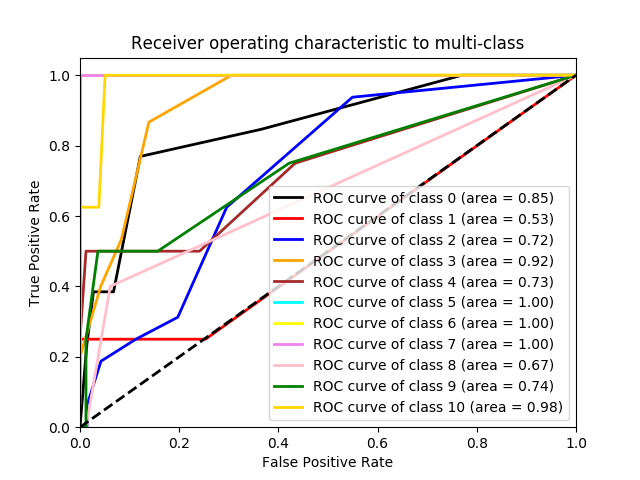 Receiver operating characteristic to multi-class
1.0
0.8
0.6
0.4
0.2
0.0
True Positive Rate
ROC curve of class 0 (area = 0.85)
ROC curve of class 1 (area = 0.53)
ROC curve of class 2 (area = 0.72)
ROC curve of class 3 (area = 0.92)
ROC curve of class 4 (area = 0.73)
ROC curve of class 5 (area = 1.00)
ROC curve of class 6 (area = 1.00)
ROC curve of class 7 (area = 1.00)
ROC curve of class 8 (area = 0.67)
ROC curve of class 9 (area = 0.74)
ROC curve of class 10 (area = 0.98)
0.0 0.2 0.4 0.6 0.8 1.0
False Positive Rate